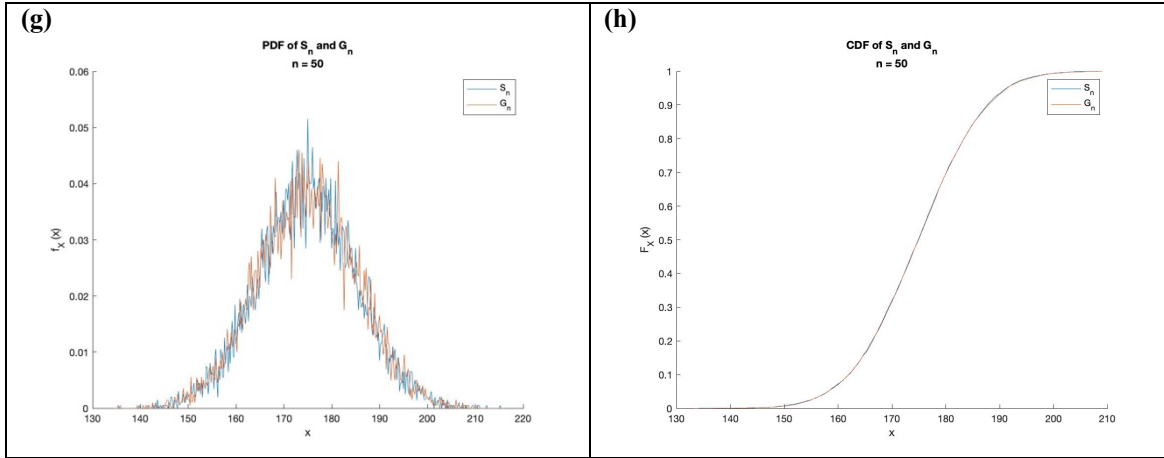 (g)
PDF of Sn and Gn
n = 50
Sn
Gn
0.06
0.05
0.04
0.03
0.02
0.01
0
fX (x)
130 140 150 160 170 180 190 200 210 220
x
(h)
CDF of Sn and Gn
n = 50
Sn
Gn
1
0.9
0.8
0.7
0.6
0.5
0.4
0.3
0.2
0.1
0
FX (x)
130 140 150 160 170 180 190 200 210
x